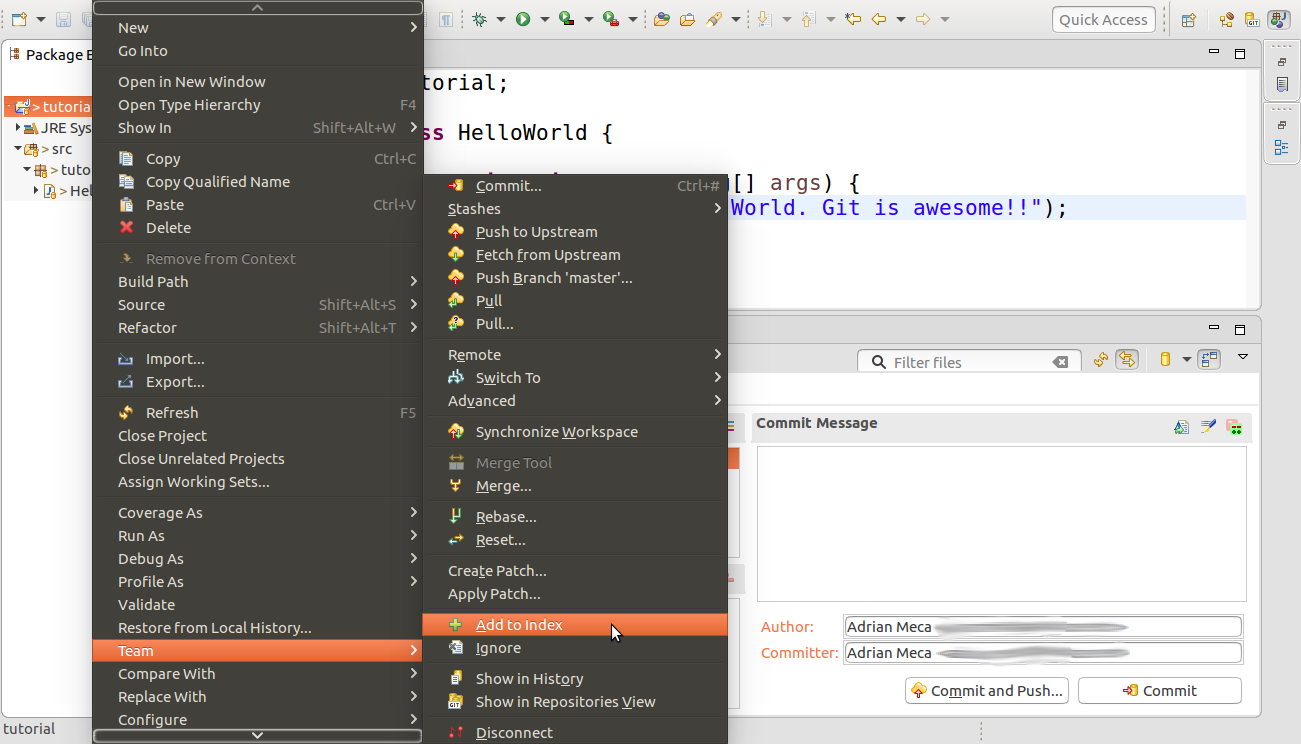 Quick Access
Package E
> tutoria
JRE Sys
> src
> tuto
> Hel
tutorial
New
Go Into
Open in New Window
Open Type Hierarchy F4
Show In Shift+Alt+W
Copy Ctrl+C
Copy Qualified Name
Paste Ctrl+V
Delete
Remove from Context
Build Path
Source Shift+Alt+S
Refactor Shift+Alt+T
Import...
Export...
Refresh F5
Close Project
Close Unrelated Projects
Assign Working Sets...
Coverage As
Run As
Debug As
Profile As
Validate
Restore from Local History...
Team
Compare With
Replace With
Configure
Commit... Ctrl+#
Stashes
Push to Upstream
Fetch from Upstream
Push Branch 'master'...
Pull
Pull...
Remote
Switch To
Advanced
Synchronize Workspace
Merge Tool
Merge...
Rebase...
Reset...
Create Patch...
Apply Patch...
Add to Index
Ignore
Show in History
GIT Show in Repositories View
Disconnect
torial;
ss HelloWorld {
[] args) {
World. Git is awesome!!");
Filter files
Commit Message
Author: Adrian Meca
Committer: Adrian Meca
Commit and Push...
Commit